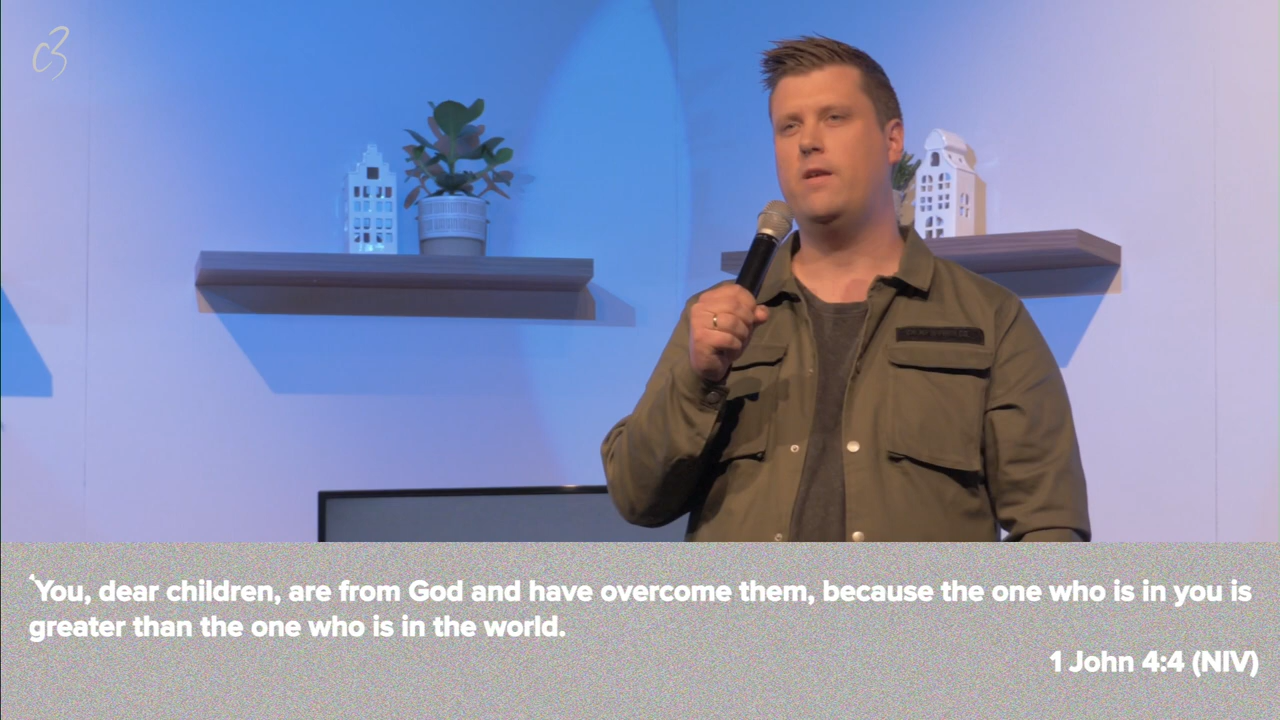 c3
‘You, dear children, are from God and have overcome them, because the one who is in you is
greater than the one who is in the world.
1 John 4:4 (NIV)